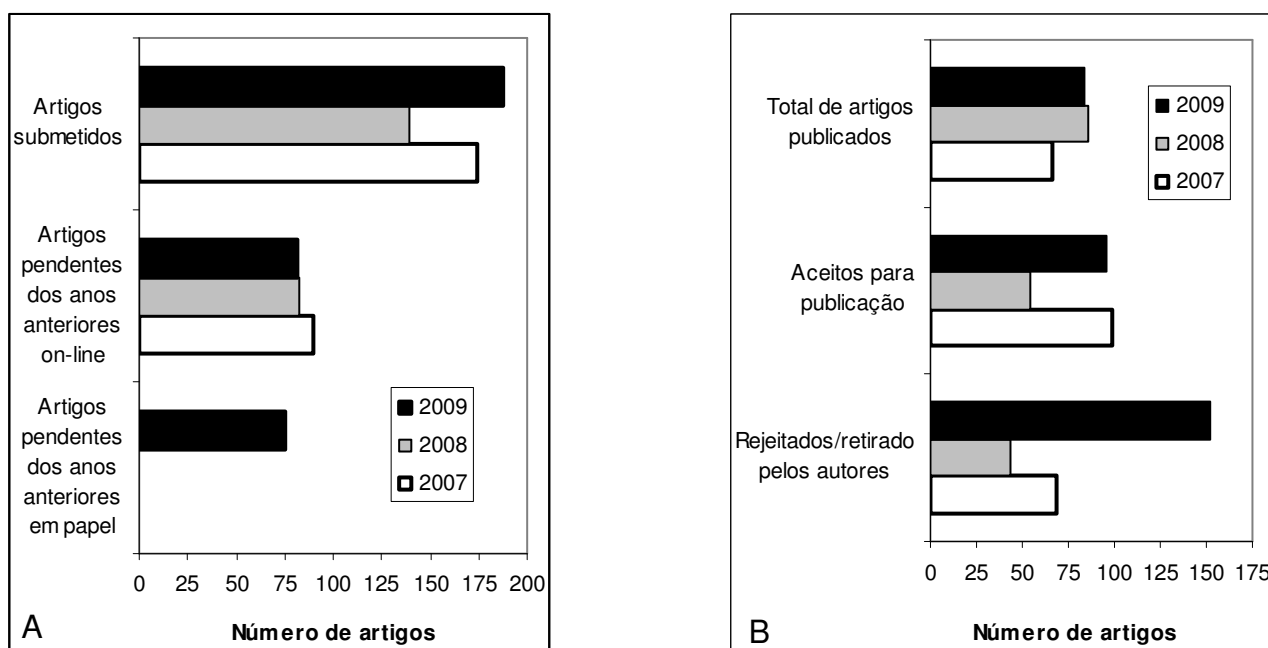 Artigos
submetidos
Artigos
pendentes
dos anos
anteriores
on-line
Artigos
pendentes
dos anos
anteriores
em papel
2009
2008
2007
0 25 50 75 100 125 150 175 200
A
Número de artigos
Total de artigos
publicados
Aceitos para
publicação
Rejeitados/retirado
pelos autores
2009
2008
2007
0 25 50 75 100 125 150 175
B
Número de artigos